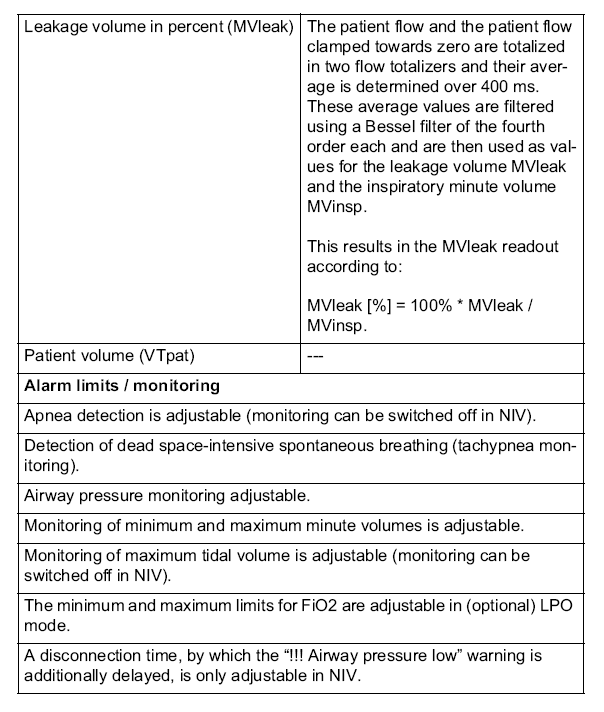 Leakage volume in percent (MVleak)
The patient flow and the patient flow
clamped towards zero are totalized
in two flow totalizers and their aver-
age is determined over 400 ms.
These average values are filtered
using a Bessel filter of the fourth
order each and are then used as val-
ues for the leakage volume MVleak
and the inspiratory minute volume
MVinsp.
This results in the MVleak readout
according to:
MVleak [%] = 100% * MVleak /
MVinsp.
Patient volume (VTpat)
---
Alarm limits / monitoring
Apnea detection is adjustable (monitoring can be switched off in NIV).
Detection of dead space-intensive spontaneous breathing (tachypnea mon-
itoring).
Airway pressure monitoring adjustable.
Monitoring of minimum and maximum minute volumes is adjustable.
Monitoring of maximum tidal volume is adjustable (monitoring can be
switched off in NIV).
The minimum and maximum limits for FiO2 are adjustable in (optional) LPO
mode.
A disconnection time, by which the “!!! Airway pressure low” warning is
additionally delayed, is only adjustable in NIV.